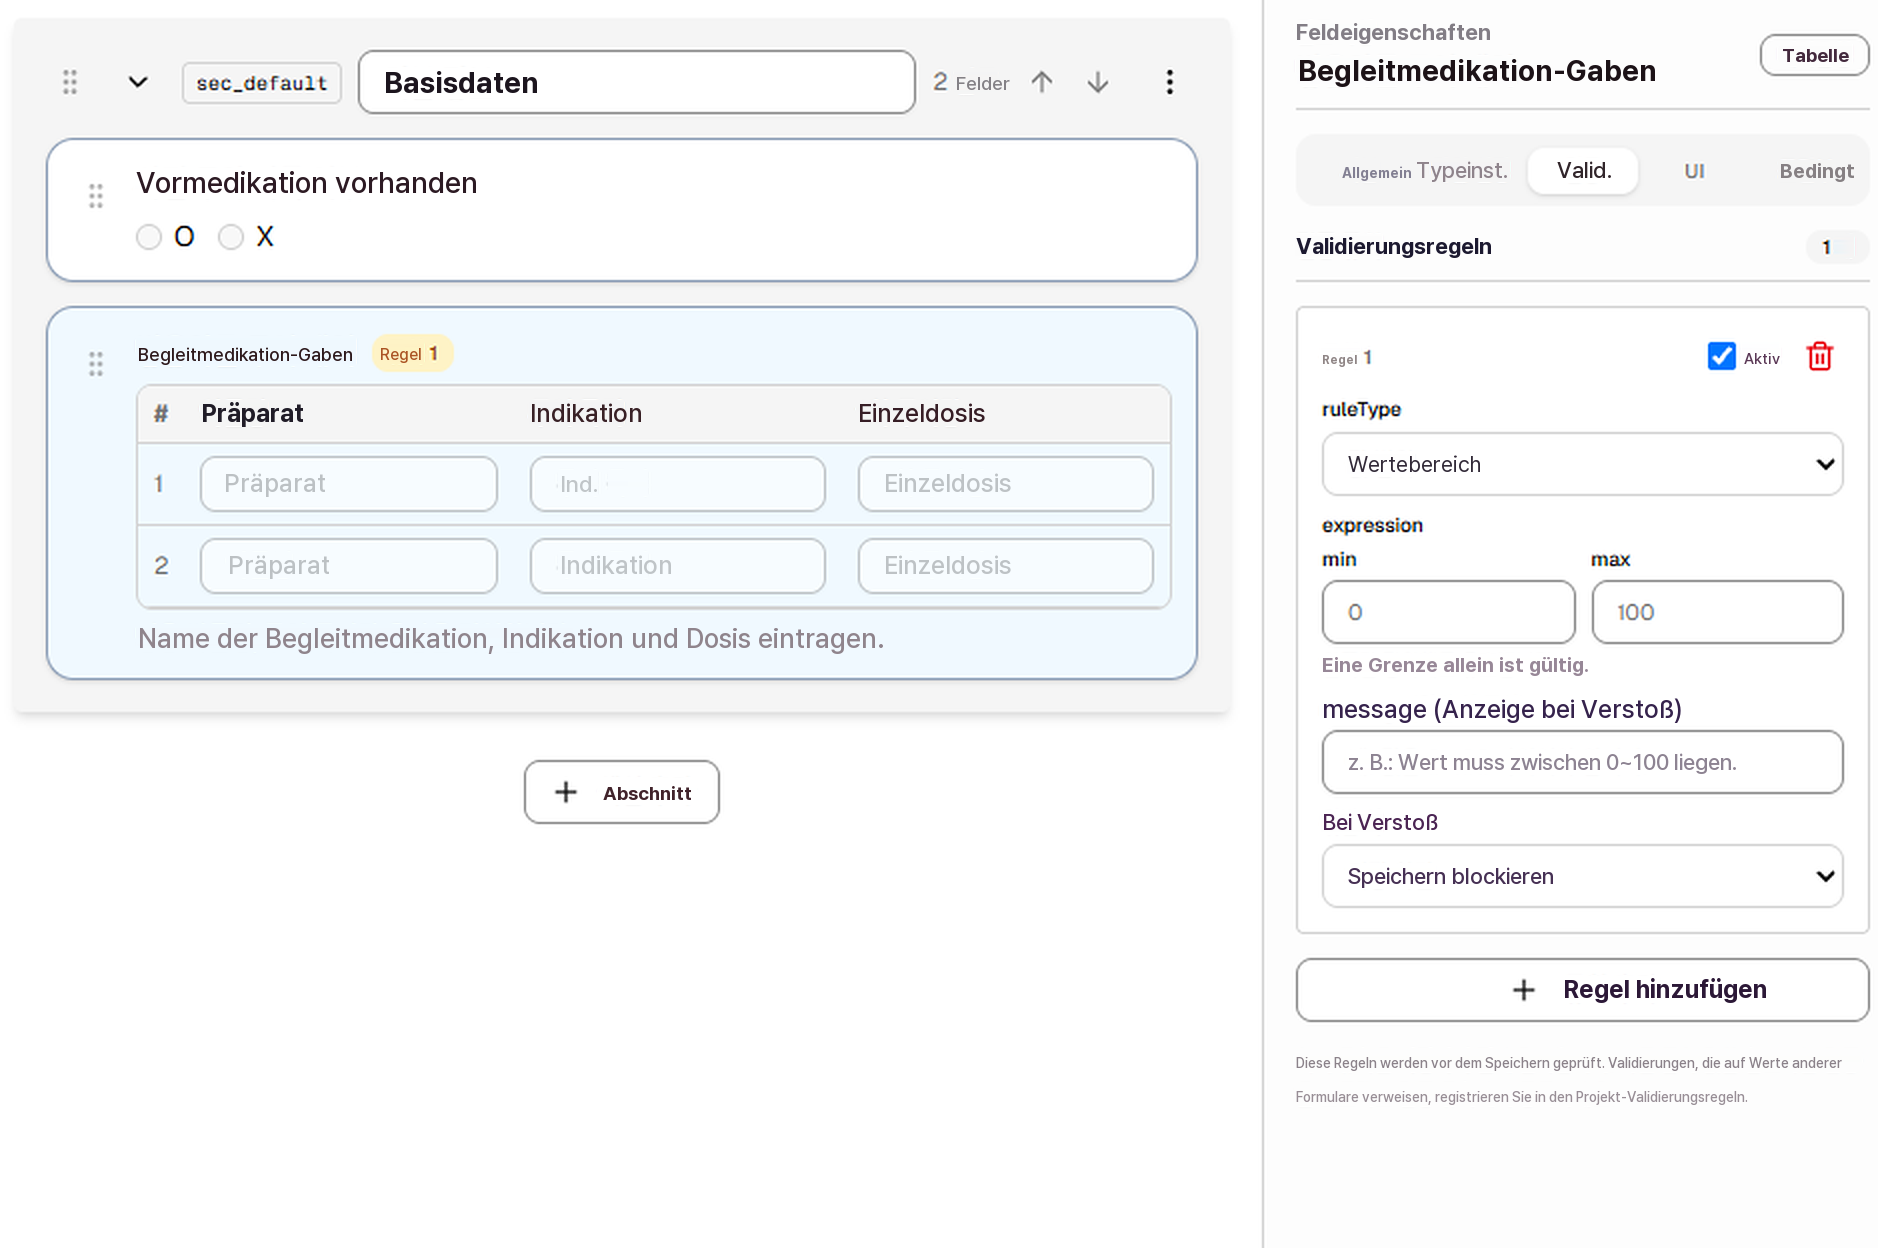 sec_default Basisdaten 2 Felder
Vormedikation vorhanden
O X
Begleitmedikation-Gaben Regel 1
# Präparat Indikation Einzeldosis
1 Präparat Ind. Einzeldosis
2 Präparat Indikation Einzeldosis
Name der Begleitmedikation, Indikation und Dosis eintragen.
+ Abschnitt
Feldeigenschaften
Begleitmedikation-Gaben
Tabelle
Allgemein Typeinst. Valid. UI Bedingt
Validierungsregeln 1
Regel 1 Aktiv
ruleType
Wertebereich
expression
min max
0 100
Eine Grenze allein ist gültig.
message (Anzeige bei Verstoß)
z. B.: Wert muss zwischen 0~100 liegen.
Bei Verstoß
Speichern blockieren
+ Regel hinzufügen
Diese Regeln werden vor dem Speichern geprüft. Validierungen, die auf Werte anderer
Formulare verweisen, registrieren Sie in den Projekt-Validierungsregeln.